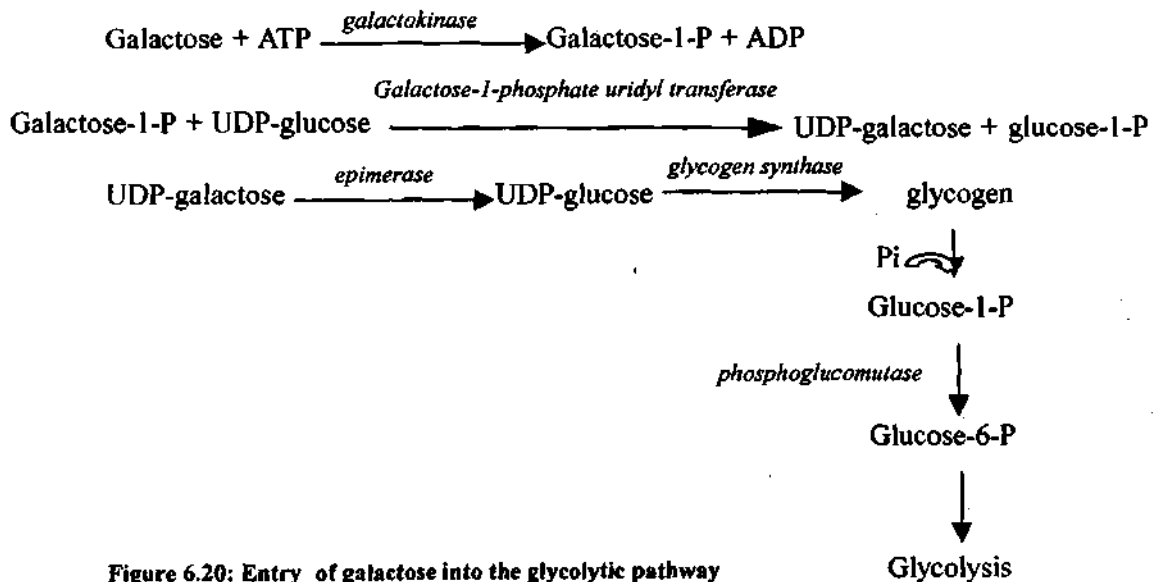 galactokinase
Galactose + ATP Galactose-1-P + ADP
Galactose-1-phosphate uridyl transferase
Galactose-1-P + UDP-glucose UDP-galactose + glucose-1-P
epimerase glycogen synthase
UDP-galactose UDP-glucose glycogen
Pi
Glucose-1-P
phosphoglucomutase
Glucose-6-P
Glycolysis
Figure 6.20: Entry of galactose into the glycolytic pathway